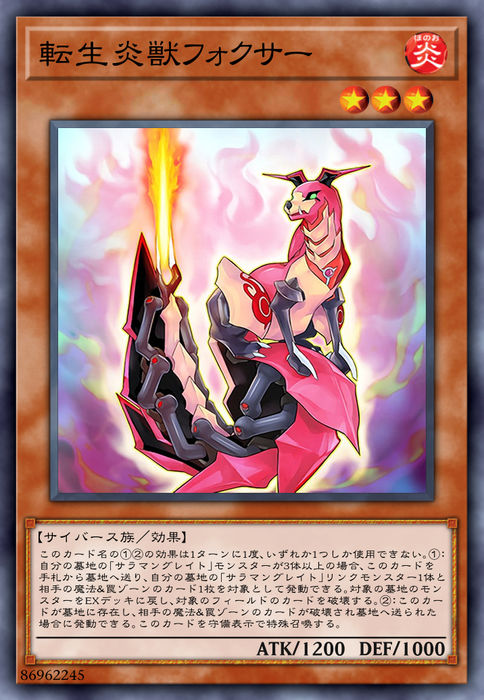 転生炎獣フォクサー
ほのお
炎
【サイバース族／効果】
このカード名の①②の効果は1ターンに1度、いずれか1つしか使用できない。①：
自分の墓地の「サラマングレイト」モンスターが3体以上の場合、このカードを
手札から墓地へ送り、自分の墓地の「サラマングレイト」リンクモンスター1体と
相手の魔法&罠ゾーンのカード1枚を対象として発動できる。対象の墓地のモン
スターをEXデッキに戻し、対象のフィールドのカードを破壊する。②：このカー
ドが墓地に存在し、相手の魔法&罠ゾーンのカードが破壊され墓地へ送られた
場合に発動できる。このカードを守備表示で特殊召喚する。
ATK/1200 DEF/1000
86962245